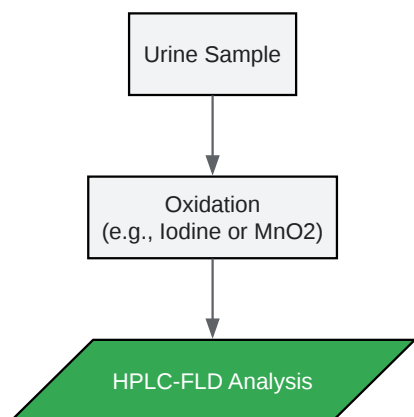 Urine Sample
Oxidation
(e.g., Iodine or MnO2)
HPLC-FLD Analysis